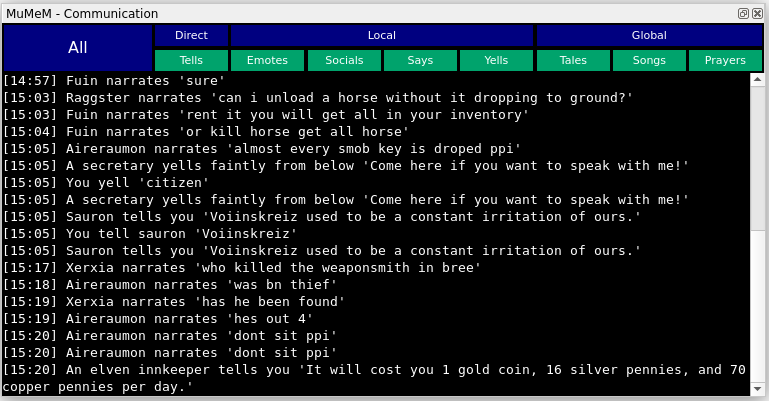 MuMeM - Communication
All
Direct
Local
Global
Tells
Emotes
Socials
Says
Yells
Tales
Songs
Prayers
[14:57] Fuin narrates 'sure'
[15:03] Raggster narrates 'can i unload a horse without it dropping to ground?'
[15:03] Fuin narrates 'rent it you will get all in your inventory'
[15:04] Fuin narrates 'or kill horse get all horse'
[15:05] Aireraumon narrates 'almost every smob key is droped ppi'
[15:05] A secretary yells faintly from below 'Come here if you want to speak with me!'
[15:05] You yell 'citizen'
[15:05] A secretary yells faintly from below 'Come here if you want to speak with me!'
[15:05] Sauron tells you 'Voiinskreiz used to be a constant irritation of ours.'
[15:05] You tell sauron 'Voiinskreiz'
[15:05] Sauron tells you 'Voiinskreiz used to be a constant irritation of ours.'
[15:17] Xerxia narrates 'who killed the weaponsmith in bree'
[15:18] Aireraumon narrates 'was bn thief'
[15:19] Xerxia narrates 'has he been found'
[15:19] Aireraumon narrates 'hes out 4'
[15:20] Aireraumon narrates 'dont sit ppi'
[15:20] Aireraumon narrates 'dont sit ppi'
[15:20] An elven innkeeper tells you 'It will cost you 1 gold coin, 16 silver pennies, and 70
copper pennies per day.'